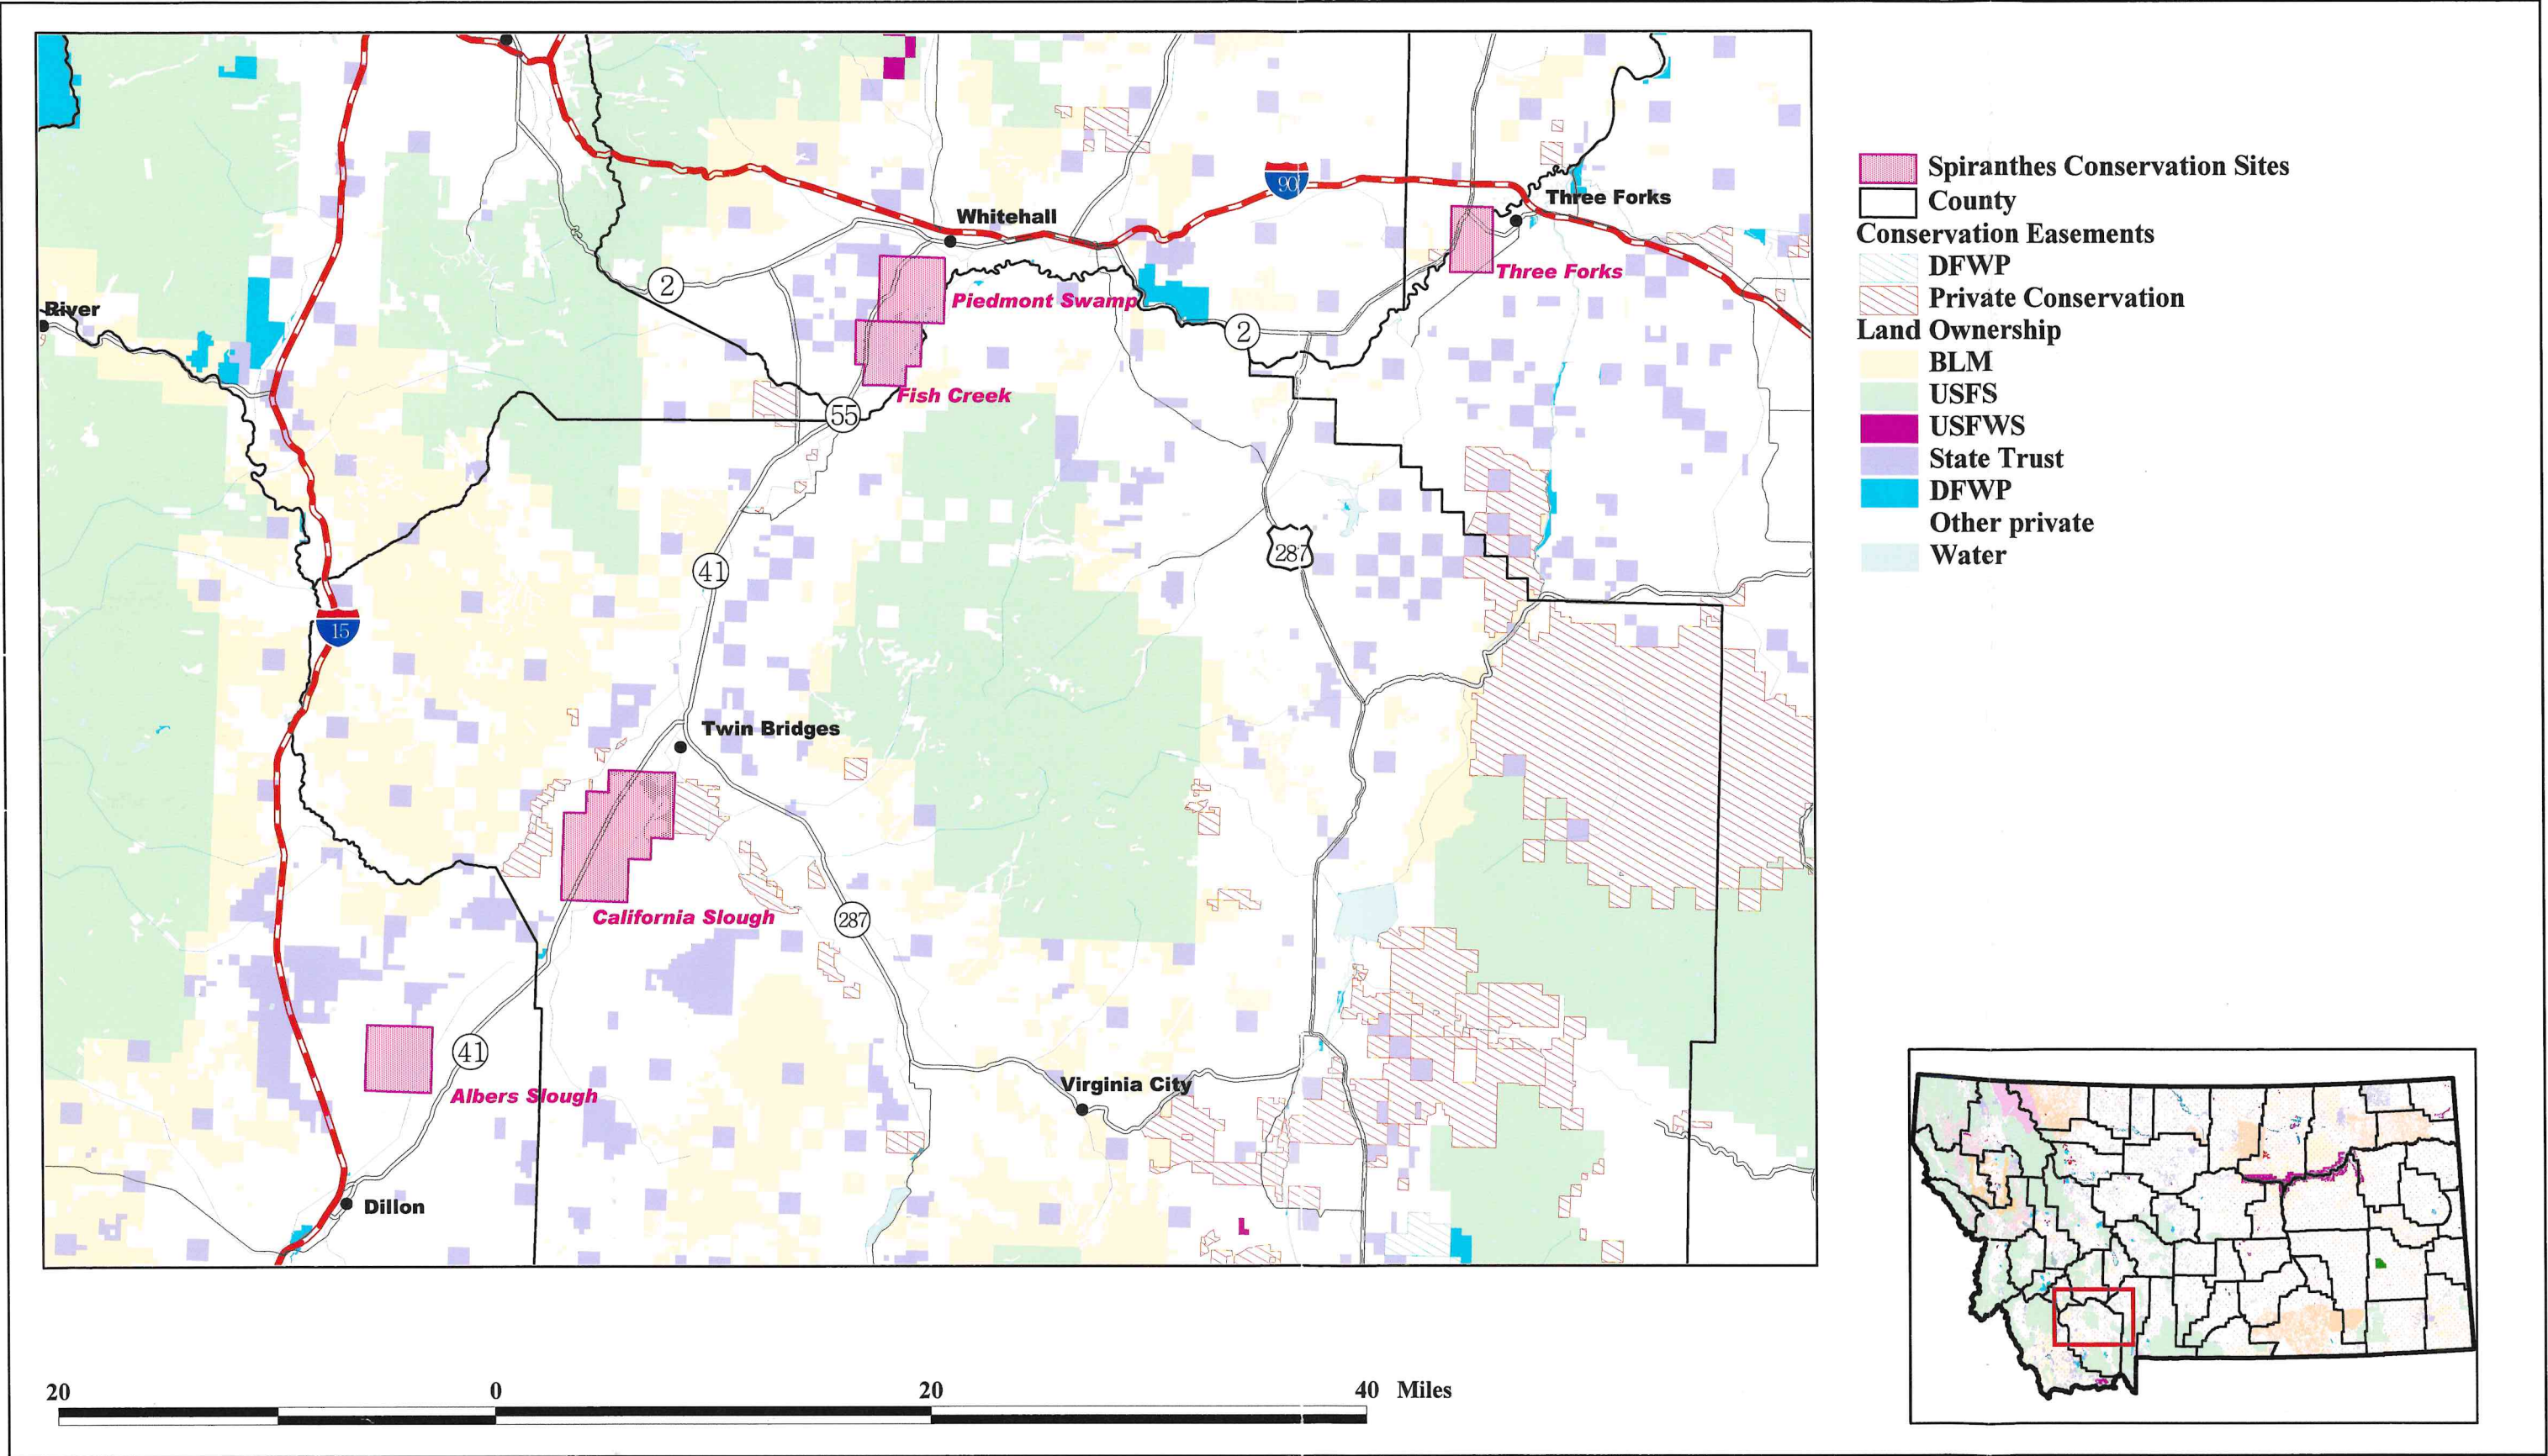 90
Three Forks
Whitehall
2
Three Forks
Piedmont Swamp
River
2
Fish Creek
55
287
41
15
Twin Bridges
California Slough
287
41
Albers Slough
Virginia City
Dillon
L
Spiranthes Conservation Sites
County
Conservation Easements
DFWP
Private Conservation
Land Ownership
BLM
USFS
USFWS
State Trust
DFWP
Other private
Water
20 0 20 40 Miles